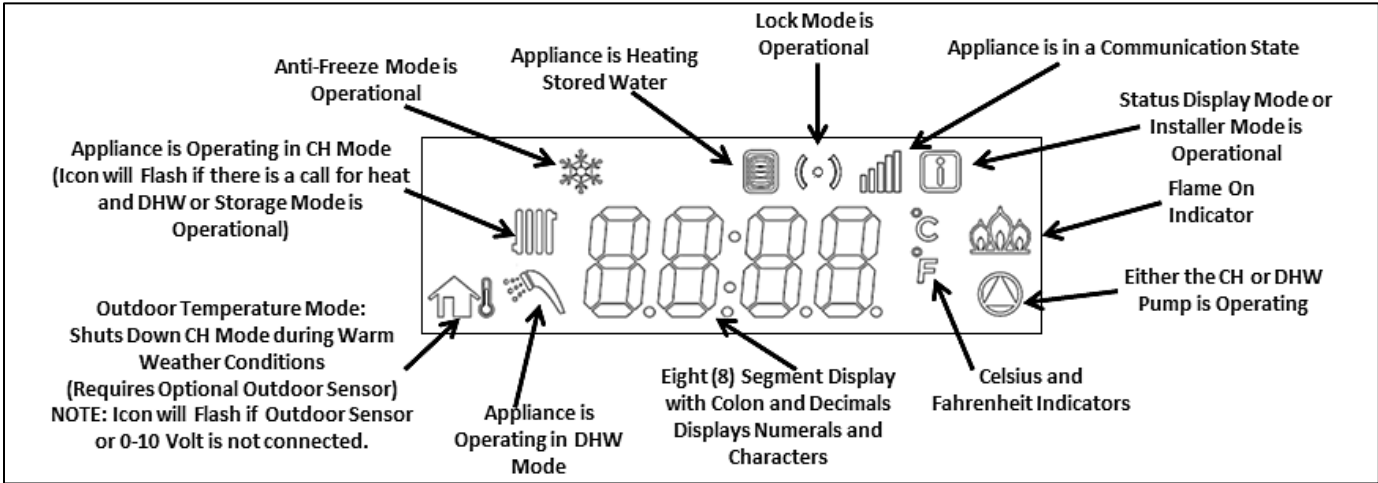 Lock Mode is
Operational
Appliance is in a Communication State
Appliance is Heating
Stored Water
Anti-Freeze Mode is
Operational
Status Display Mode or
Installer Mode is
Operational
Appliance is Operating in CH Mode
(Icon will Flash if there is a call for heat
and DHW or Storage Mode is
Operational)
Flame On
Indicator
i
88:88
°C
°F
Either the CH or DHW
Pump is Operating
Outdoor Temperature Mode:
Shuts Down CH Mode during Warm
Weather Conditions
(Requires Optional Outdoor Sensor)
NOTE: Icon will Flash if Outdoor Sensor
or 0-10 Volt is not connected.
Appliance is
Operating in DHW
Mode
Eight (8) Segment Display
with Colon and Decimals
Displays Numerals and
Characters
Celsius and
Fahrenheit Indicators